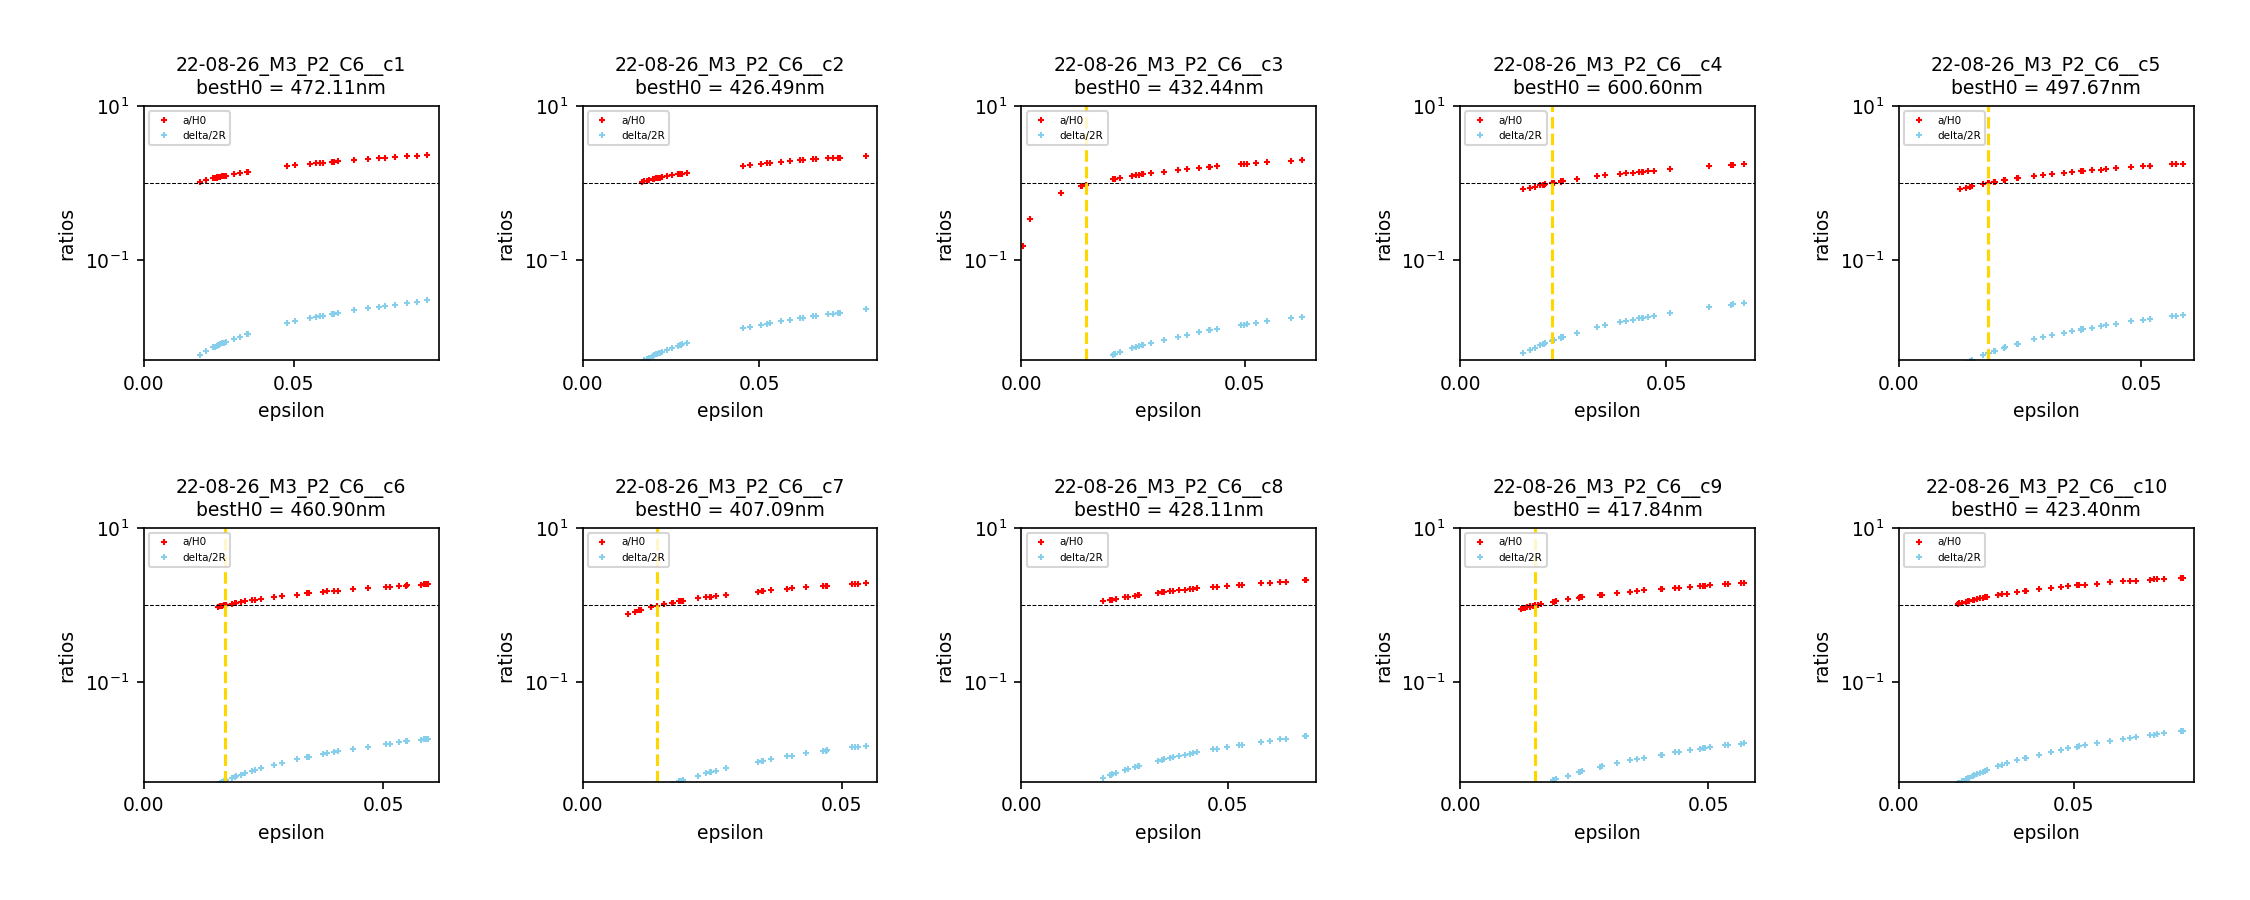 22-08-26_M3_P2_C6__c1
bestH0 = 472.11nm
10¹
a/H0
delta/2R
ratios
10⁻¹
0.00
0.05
epsilon
22-08-26_M3_P2_C6__c2
bestH0 = 426.49nm
10¹
a/H0
delta/2R
ratios
10⁻¹
0.00
0.05
epsilon
22-08-26_M3_P2_C6__c3
bestH0 = 432.44nm
10¹
a/H0
delta/2R
ratios
10⁻¹
0.00
0.05
epsilon
22-08-26_M3_P2_C6__c4
bestH0 = 600.60nm
10¹
a/H0
delta/2R
ratios
10⁻¹
0.00
0.05
epsilon
22-08-26_M3_P2_C6__c5
bestH0 = 497.67nm
10¹
a/H0
delta/2R
ratios
10⁻¹
0.00
0.05
epsilon
22-08-26_M3_P2_C6__c6
bestH0 = 460.90nm
10¹
a/H0
delta/2R
ratios
10⁻¹
0.00
0.05
epsilon
22-08-26_M3_P2_C6__c7
bestH0 = 407.09nm
10¹
a/H0
delta/2R
ratios
10⁻¹
0.00
0.05
epsilon
22-08-26_M3_P2_C6__c8
bestH0 = 428.11nm
10¹
a/H0
delta/2R
ratios
10⁻¹
0.00
0.05
epsilon
22-08-26_M3_P2_C6__c9
bestH0 = 417.84nm
10¹
a/H0
delta/2R
ratios
10⁻¹
0.00
0.05
epsilon
22-08-26_M3_P2_C6__c10
bestH0 = 423.40nm
10¹
a/H0
delta/2R
ratios
10⁻¹
0.00
0.05
epsilon